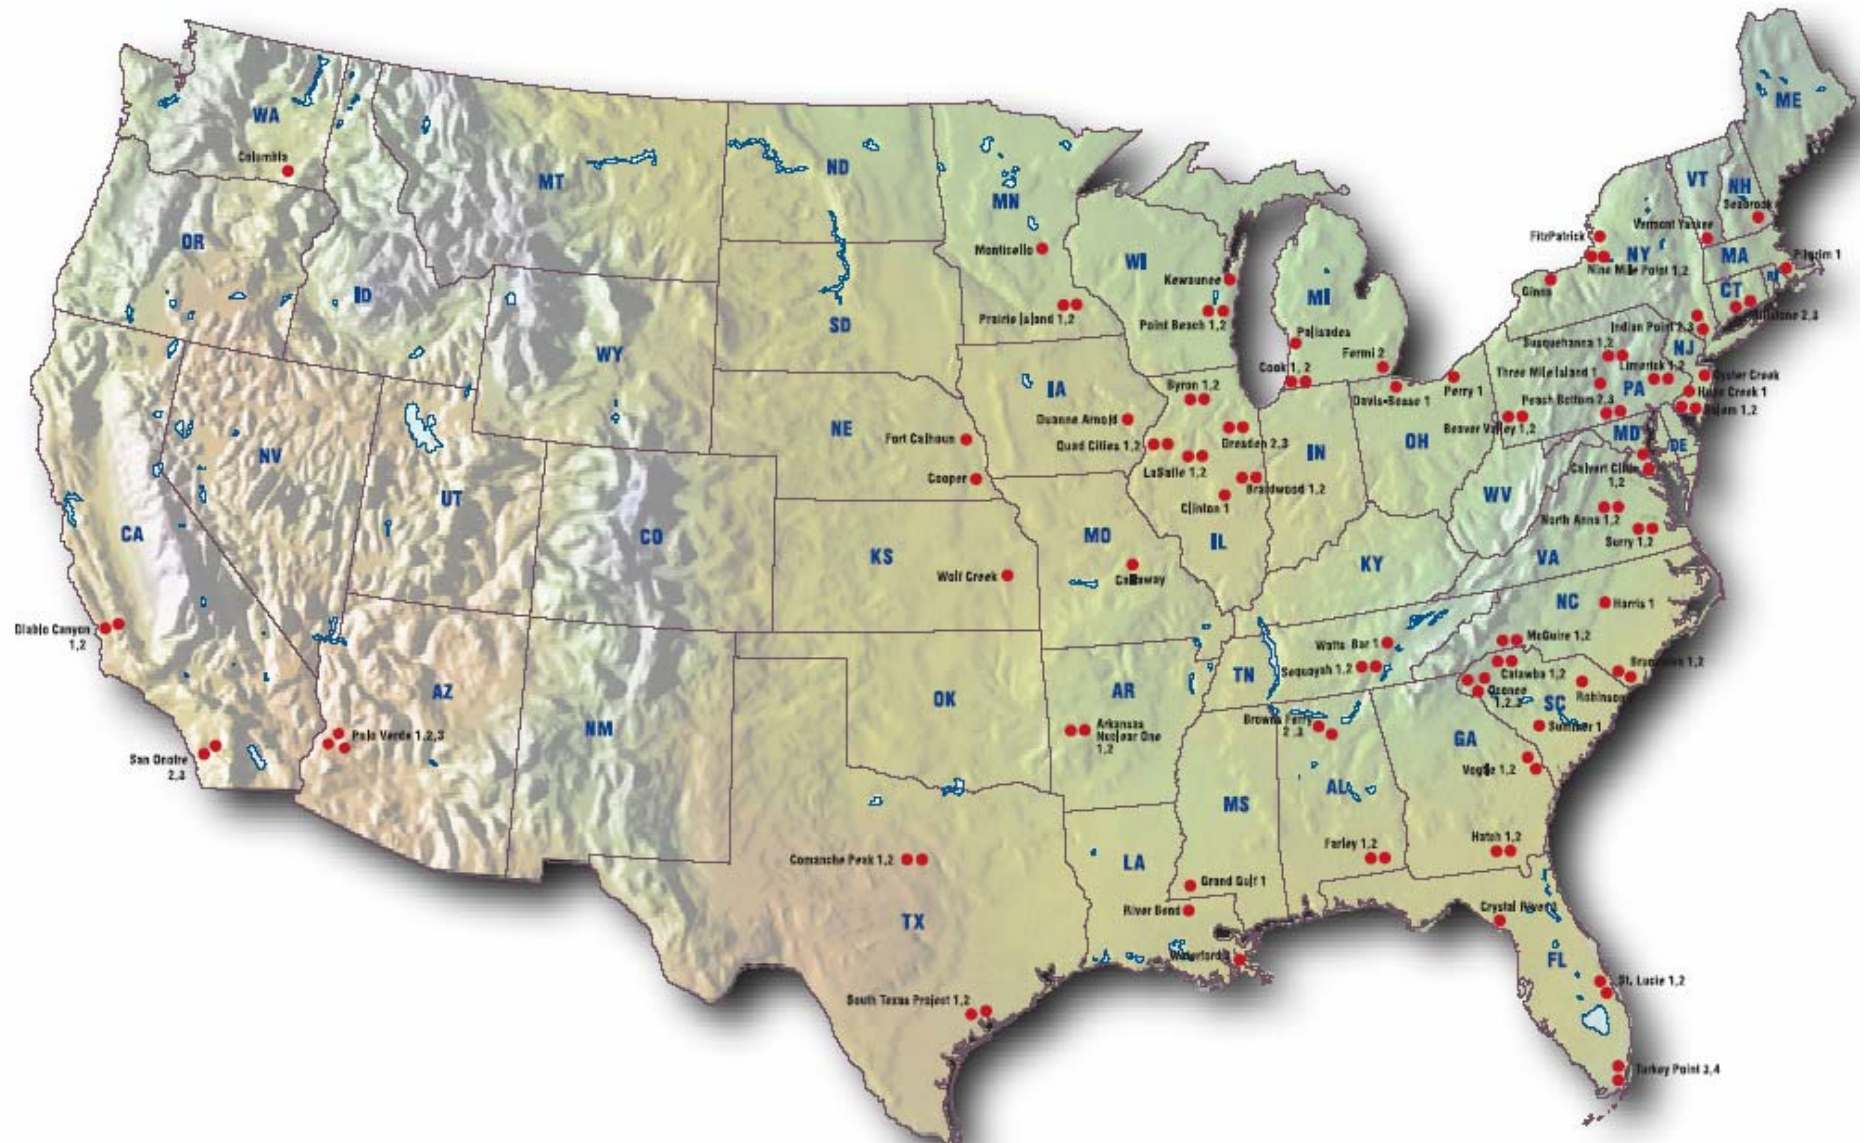 ME
WA
VT
NH
Columbia
ND
MT
MN
Seabrook
Vermont Yankee
FitzPatrick
OR
Monticello
WI
NY
MA
Pilgrim 1
Nine Mile Point 1,2
Kewaunee
ID
MI
Ginna
CT
RI
Prairie Island 1,2
Point Beach 1,2
Millstone 2,3
SD
Indian Point 2,3
Palisades
Susquehanna 1,2
NJ
WY
Fermi 2
Cook 1, 2
Limerick 1,2
Three Mile Island 1
Oyster Creek
IA
Byron 1,2
PA
Perry 1
Hope Creek 1
Davis-Besse 1
Peach Bottom 2,3
Salem 1,2
Duane Arnold
NE
Beaver Valley 1,2
MD
Fort Calhoun
Quad Cities 1,2
Dresden 2,3
OH
DE
NV
IN
LaSalle 1,2
Calvert Cliffs
1,2
Cooper
Braidwood 1,2
UT
WV
Clinton 1
North Anna 1,2
CA
CO
MO
IL
Surry 1,2
KS
VA
KY
Wolf Creek
Callaway
NC
Harris 1
Diablo Canyon
1,2
McGuire 1,2
Watts Bar 1
Sequoyah 1,2
Brunswick 1,2
TN
Catawba 1,2
AZ
AR
Oconee
1,2,3
Robinson
OK
SC
Browns Ferry
2,3
NM
Arkansas
Nuclear One
1,2
Summer 1
Palo Verde 1,2,3
GA
San Onofre
2,3
Vogtle 1,2
AL
MS
Hatch 1,2
Farley 1,2
Comanche Peak 1,2
LA
Grand Gulf 1
River Bend
Crystal River
TX
Waterford 3
FL
St. Lucie 1,2
South Texas Project 1,2
Turkey Point 3,4